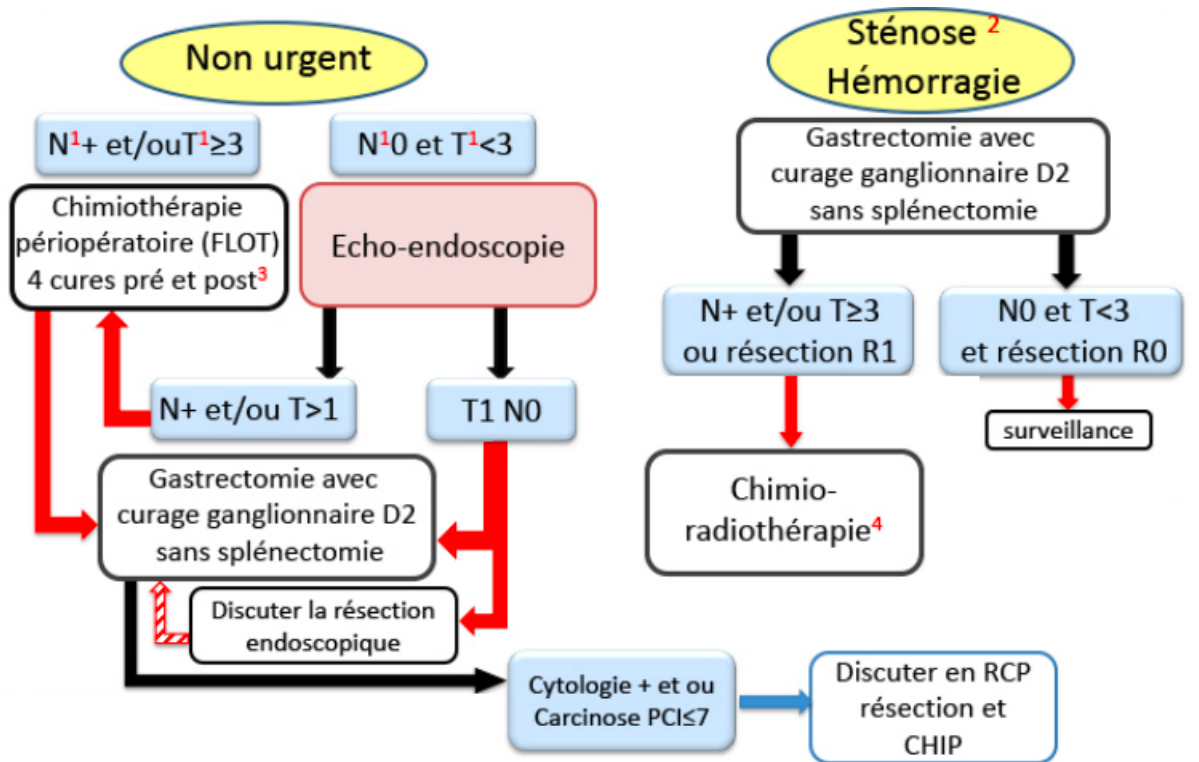 Non urgent
N¹+ et/ouT¹≥3
N¹0 et T¹<3
Chimiothérapie
périopératoire (FLOT)
4 cures pré et post³
Echo-endoscopie
N+ et/ou T>1
T1 N0
Gastrectomie avec
curage ganglionnaire D2
sans splénectomie
Discuter la résection
endoscopique
Cytologie + et ou
Carcinose PCI≤7
Discuter en RCP
résection et
CHIP
Sténose ²
Hémorragie
Gastrectomie avec
curage ganglionnaire D2
sans splénectomie
N+ et/ou T≥3
ou résection R1
N0 et T<3
et résection R0
Chimio-
radiothérapie⁴
surveillance